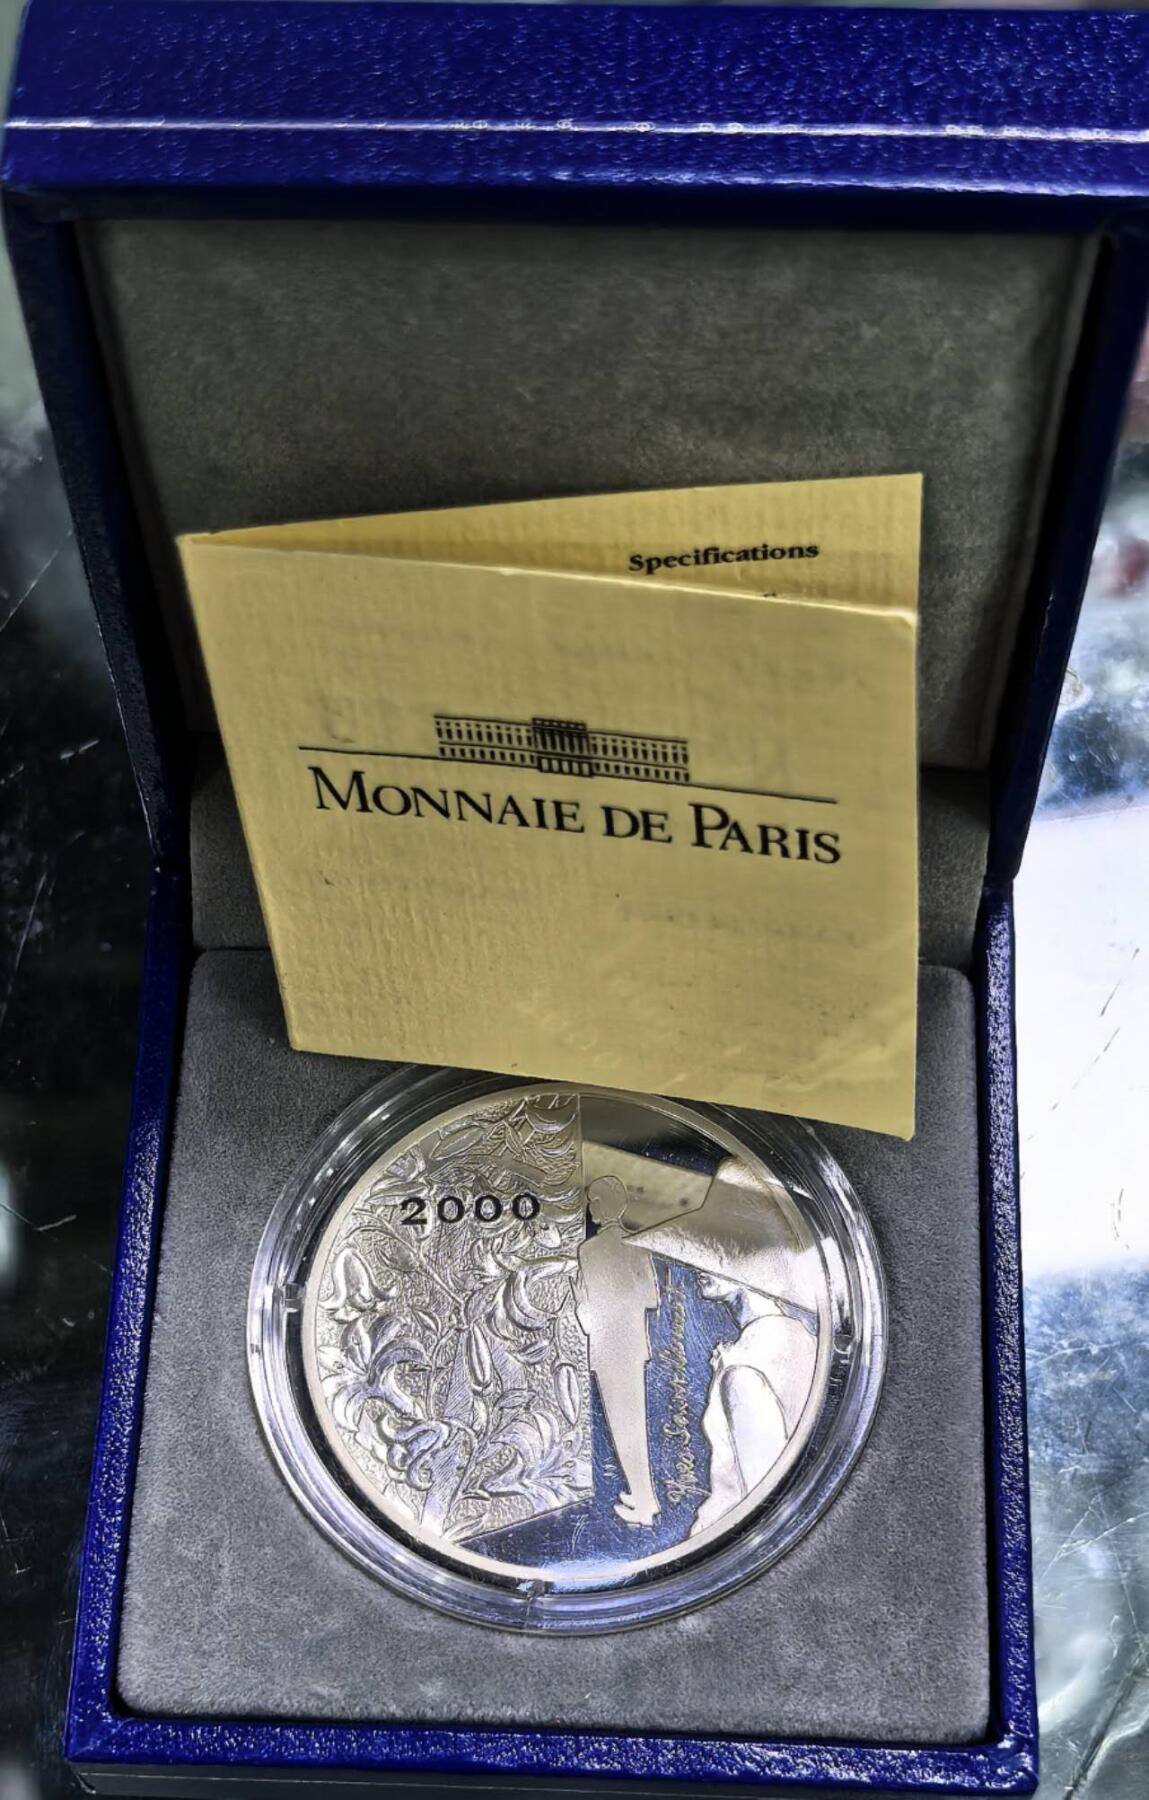 Specifications
MONNAIE DE PARIS
2000
Yves Saint Laurent